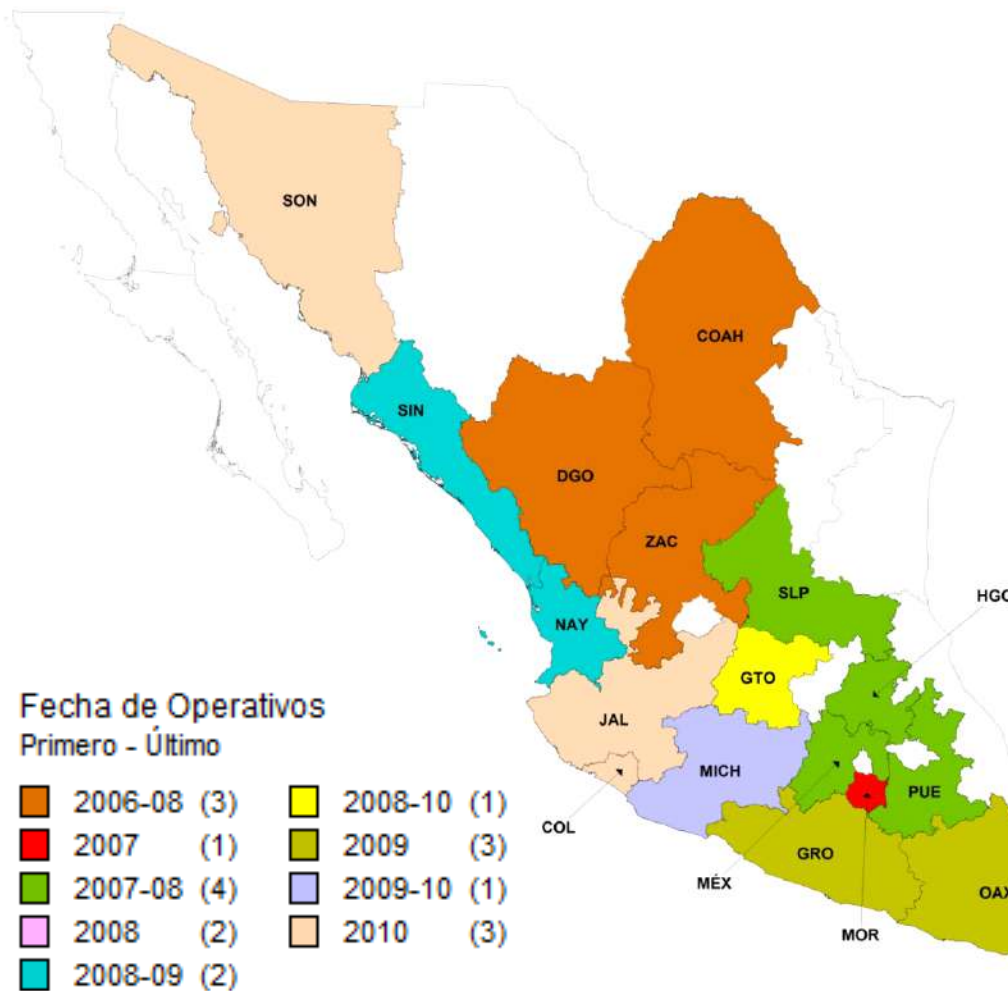 SON
COAH
SIN
DGO
ZAC
SLP
HGO
NAY
GTO
JAL
MICH
PUE
COL
GRO
MÉX
OAX
MOR
Fecha de Operativos
Primero - Último
2006-08 (3)
2007 (1)
2007-08 (4)
2008 (2)
2008-09 (2)
2008-10 (1)
2009 (3)
2009-10 (1)
2010 (3)